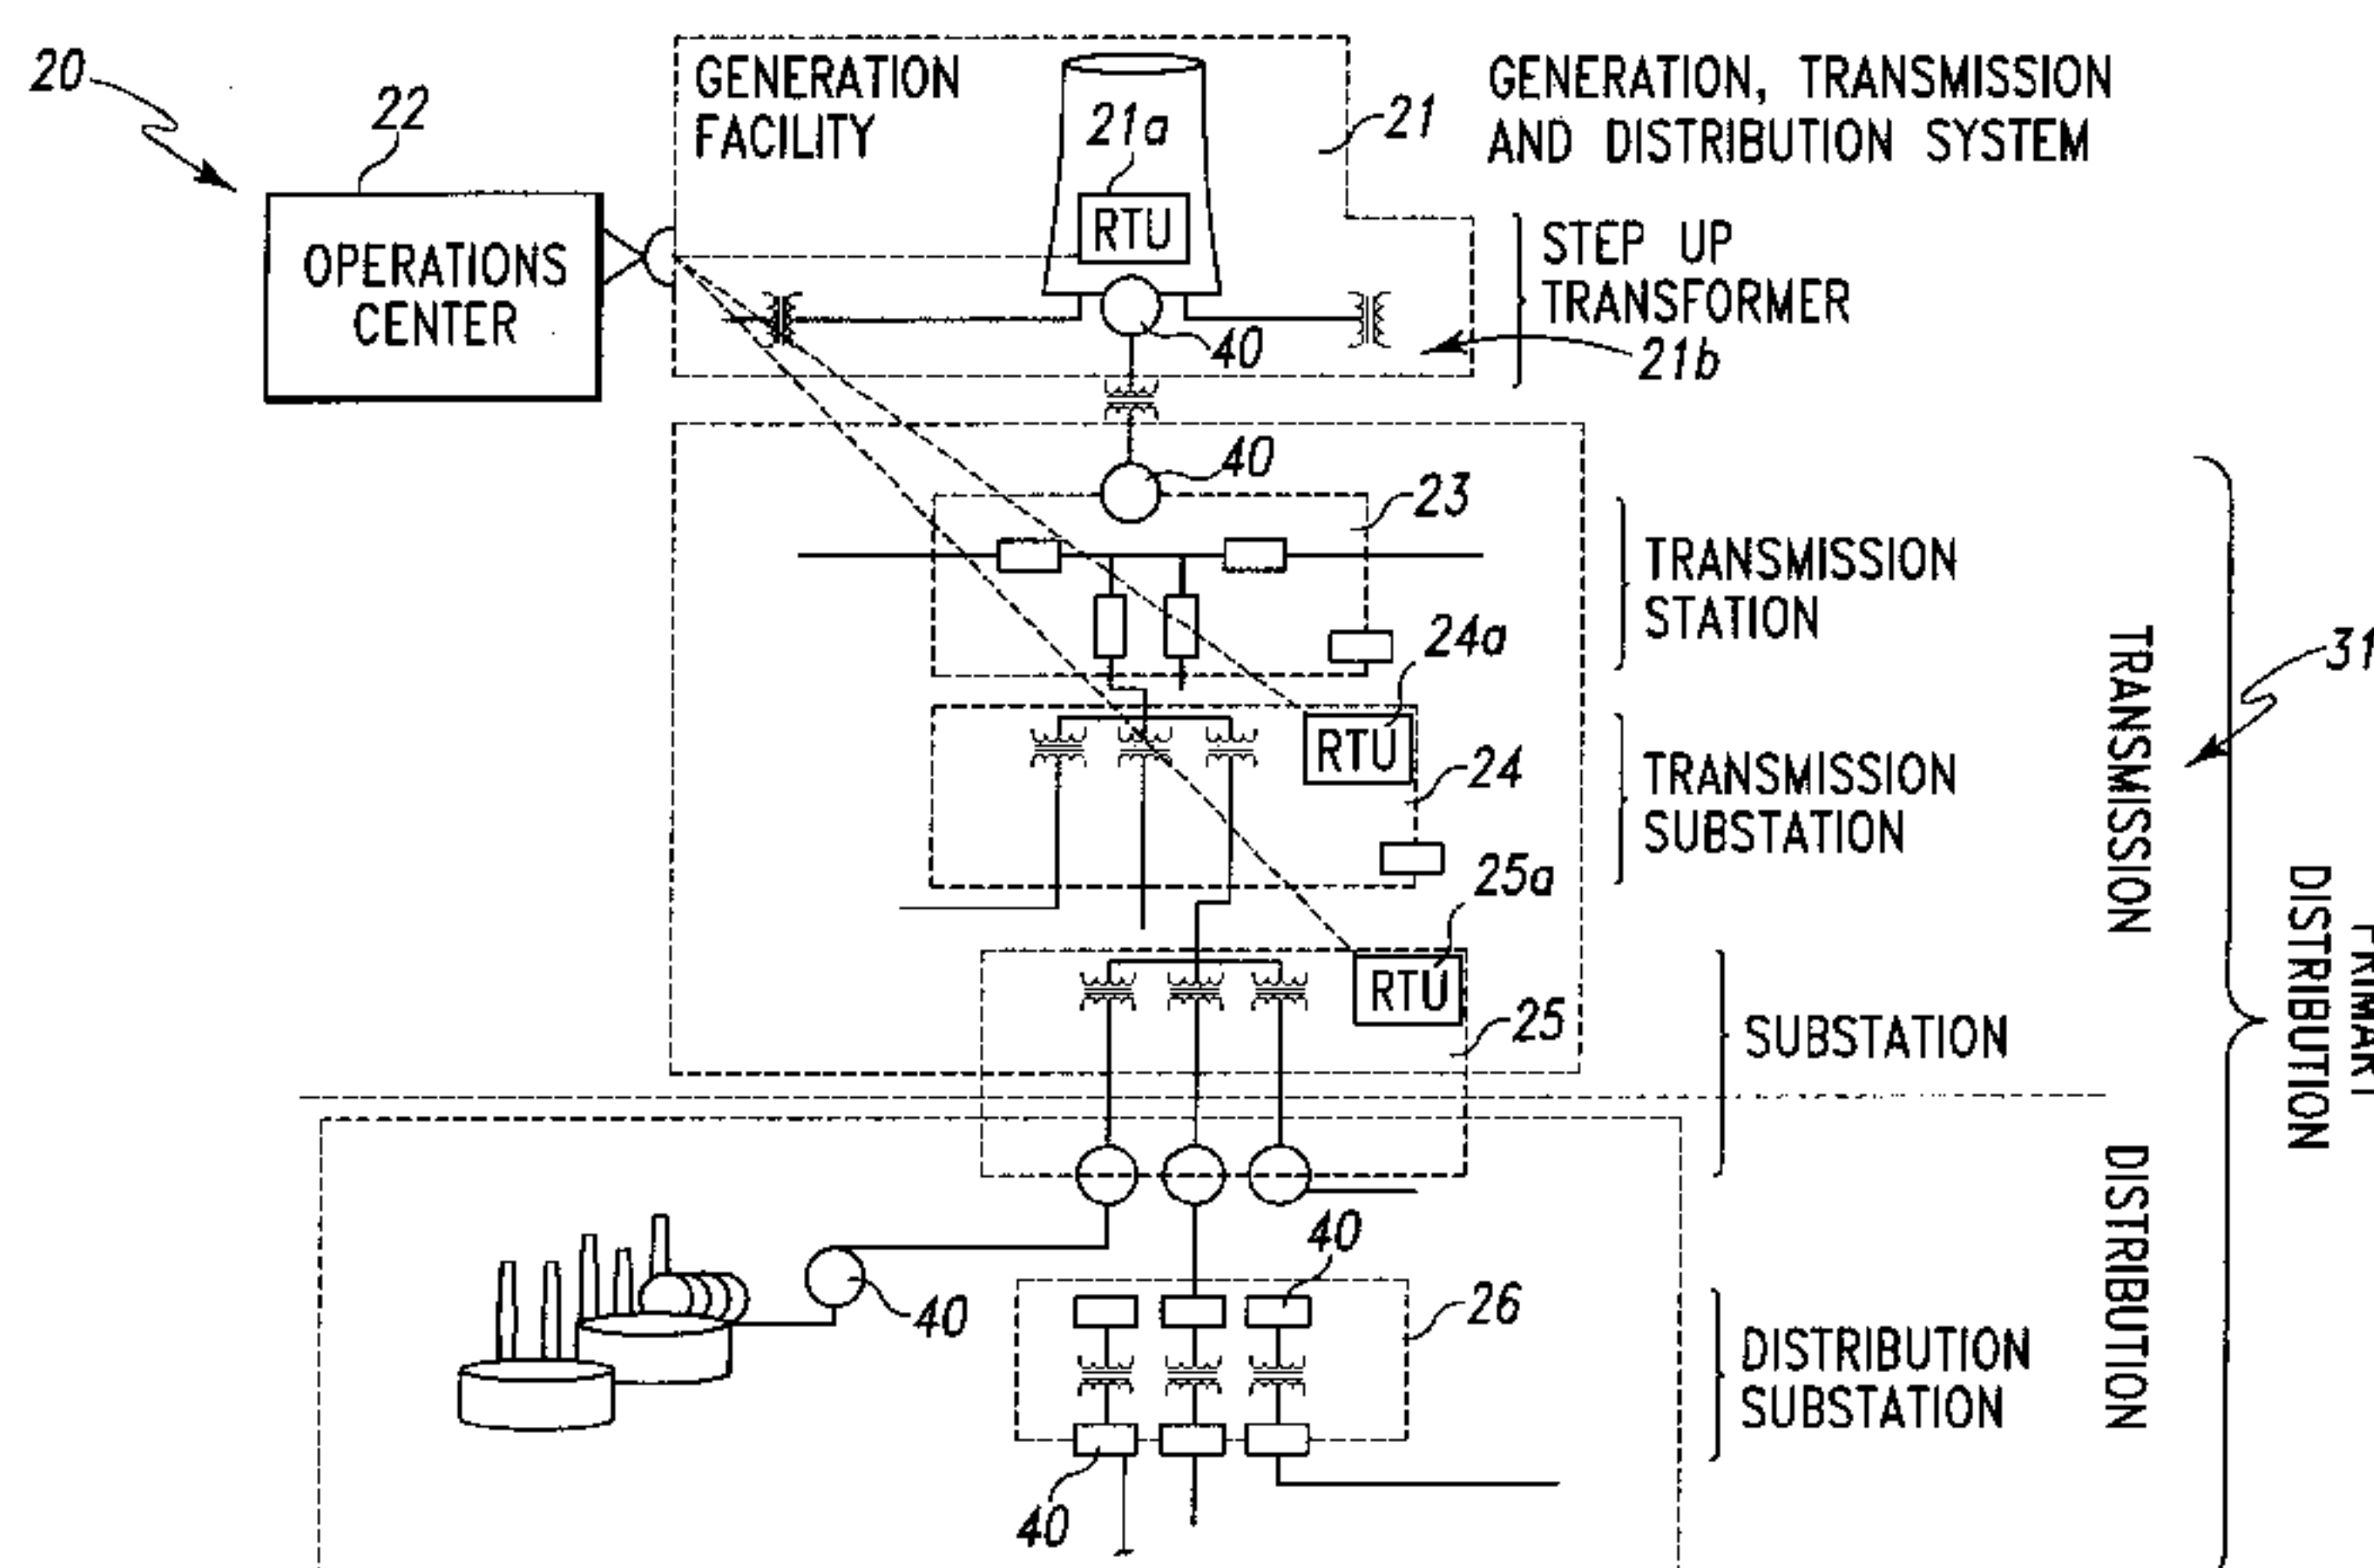 20
22
GENERATION
FACILITY
21a
21
GENERATION, TRANSMISSION
AND DISTRIBUTION SYSTEM
RTU
OPERATIONS
CENTER
STEP UP
TRANSFORMER
40
21b
40
23
TRANSMISSION
STATION
24a
31
TRANSMISSION
RTU
24
TRANSMISSION
SUBSTATION
25a
RTU
25
SUBSTATION
PRIMARY
DISTRIBUTION
DISTRIBUTION
40
40
26
DISTRIBUTION
SUBSTATION
40